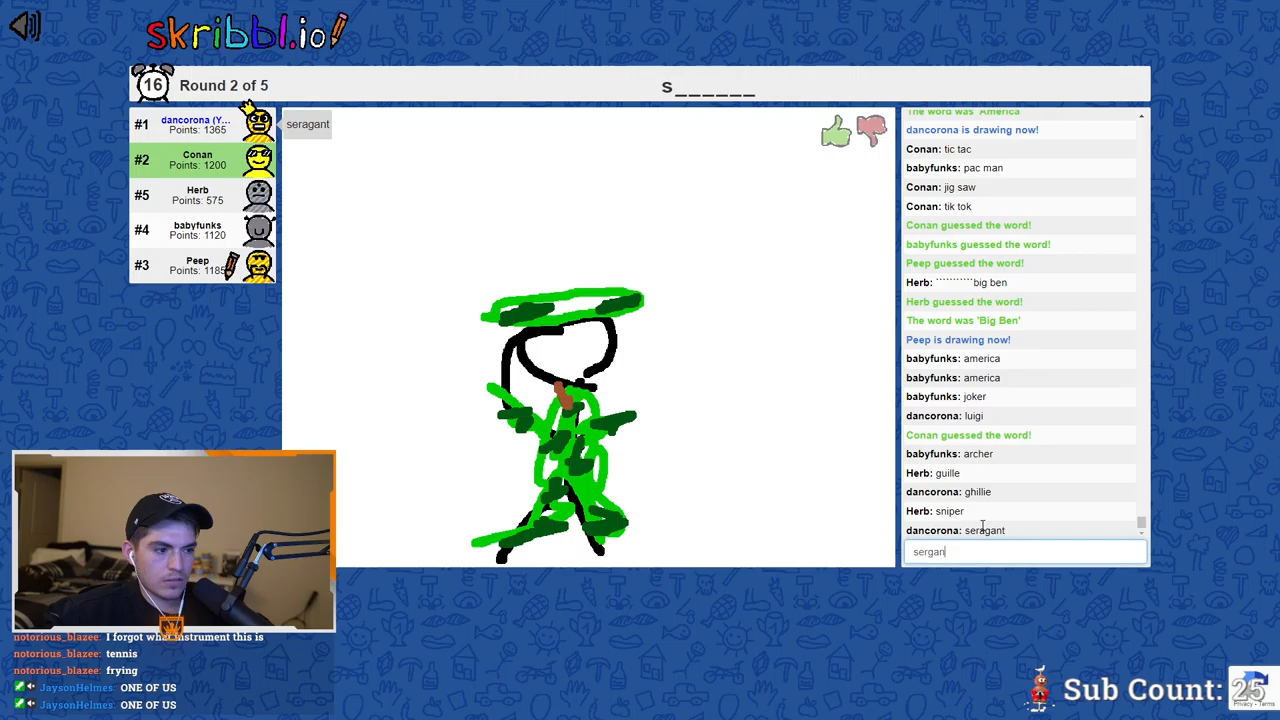 skribbl.io
16
Round 2 of 5
s______
#1
dancorona (Y...
Points: 1365
#2
Conan
Points: 1200
#5
Herb
Points: 575
#4
babyfunks
Points: 1120
#3
Peep
seragant
The word was 'America'
dancorona is drawing now!
Conan: tic tac
babyfunks: pac man
Conan: jig saw
Conan: tik tok
Conan guessed the word!
babyfunks guessed the word!
Peep guessed the word!
Herb: ```````````big ben
Herb guessed the word!
The word was 'Big Ben'
Peep is drawing now!
babyfunks: america
babyfunks: america
babyfunks: joker
dancorona: luigi
Conan guessed the word!
babyfunks: archer
Herb: guille
dancorona: ghillie
Herb: sniper
dancorona: seragant
sergan
notorious_blazee: I forgot what instrument this is
notorious_blazee: tennis
notorious_blazee: frying
JaysonHelmes: ONE OF US
JaysonHelmes: ONE OF US
Sub Count: 25
Privacy - Terms